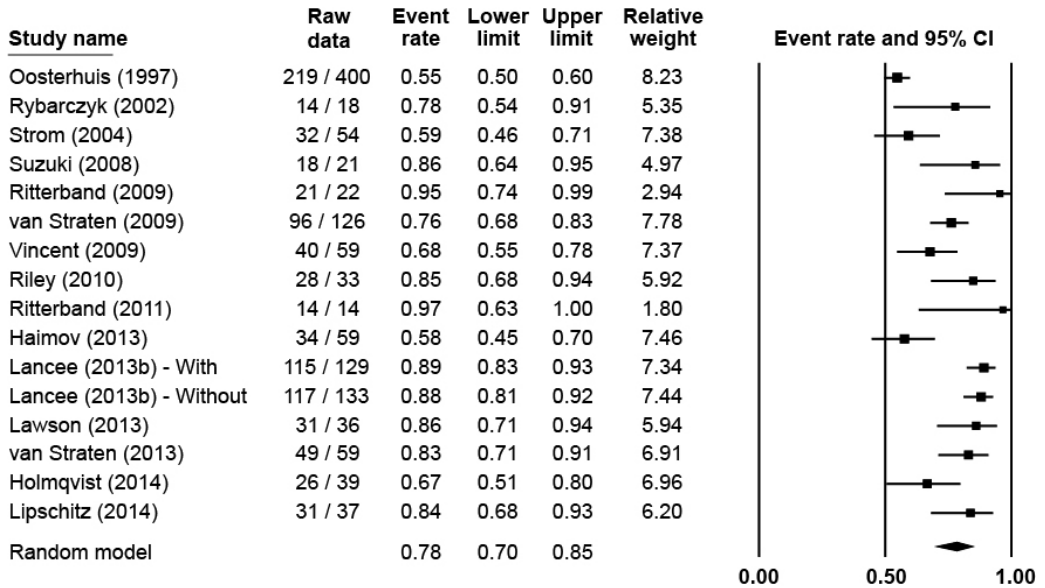 Study name Raw data Event rate Lower limit Upper limit Relative weight Event rate and 95% CI
Oosterhuis (1997) 219 / 400 0.55 0.50 0.60 8.23
Rybarczyk (2002) 14 / 18 0.78 0.54 0.91 5.35
Strom (2004) 32 / 54 0.59 0.46 0.71 7.38
Suzuki (2008) 18 / 21 0.86 0.64 0.95 4.97
Ritterband (2009) 21 / 22 0.95 0.74 0.99 2.94
van Straten (2009) 96 / 126 0.76 0.68 0.83 7.78
Vincent (2009) 40 / 59 0.68 0.55 0.78 7.37
Riley (2010) 28 / 33 0.85 0.68 0.94 5.92
Ritterband (2011) 14 / 14 0.97 0.63 1.00 1.80
Haimov (2013) 34 / 59 0.58 0.45 0.70 7.46
Lancee (2013b) - With 115 / 129 0.89 0.83 0.93 7.34
Lancee (2013b) - Without 117 / 133 0.88 0.81 0.92 7.44
Lawson (2013) 31 / 36 0.86 0.71 0.94 5.94
van Straten (2013) 49 / 59 0.83 0.71 0.91 6.91
Holmqvist (2014) 26 / 39 0.67 0.51 0.80 6.96
Lipschitz (2014) 31 / 37 0.84 0.68 0.93 6.20
Random model 0.78 0.70 0.85
0.00 0.50 1.00